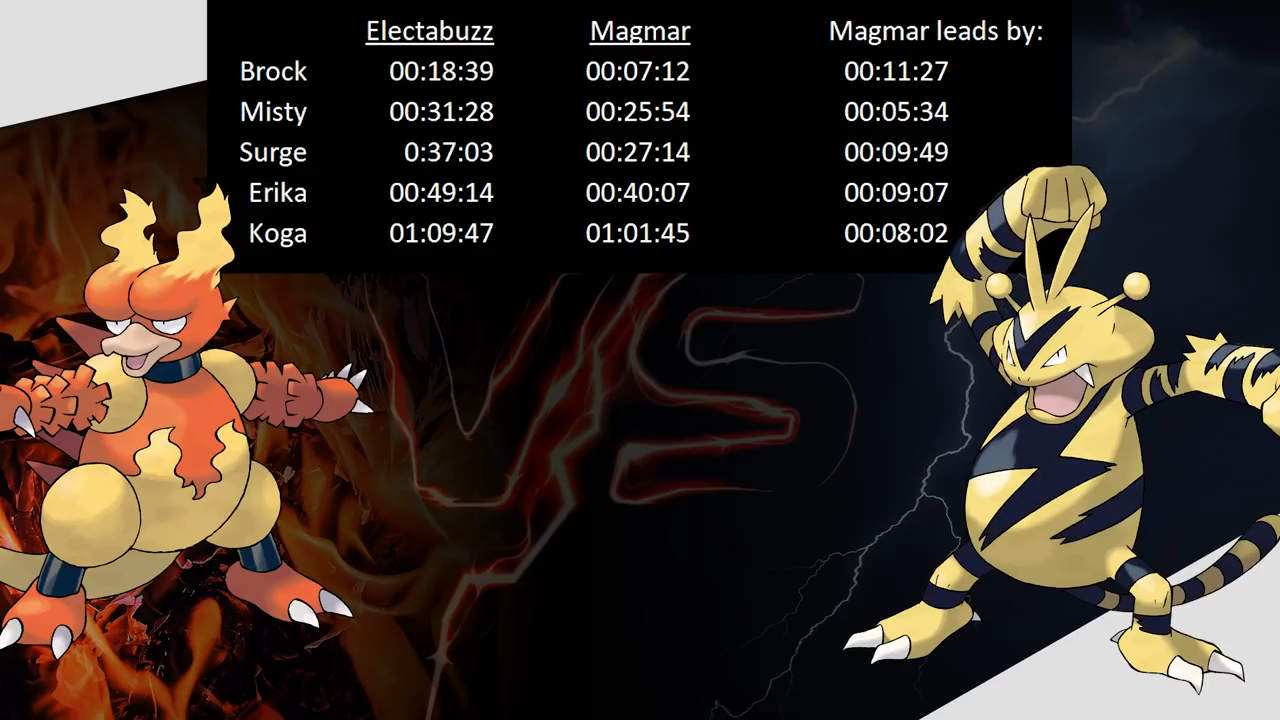 Electabuzz Magmar Magmar leads by:
Brock 00:18:39 00:07:12 00:11:27
Misty 00:31:28 00:25:54 00:05:34
Surge 0:37:03 00:27:14 00:09:49
Erika 00:49:14 00:40:07 00:09:07
Koga 01:09:47 01:01:45 00:08:02
VS